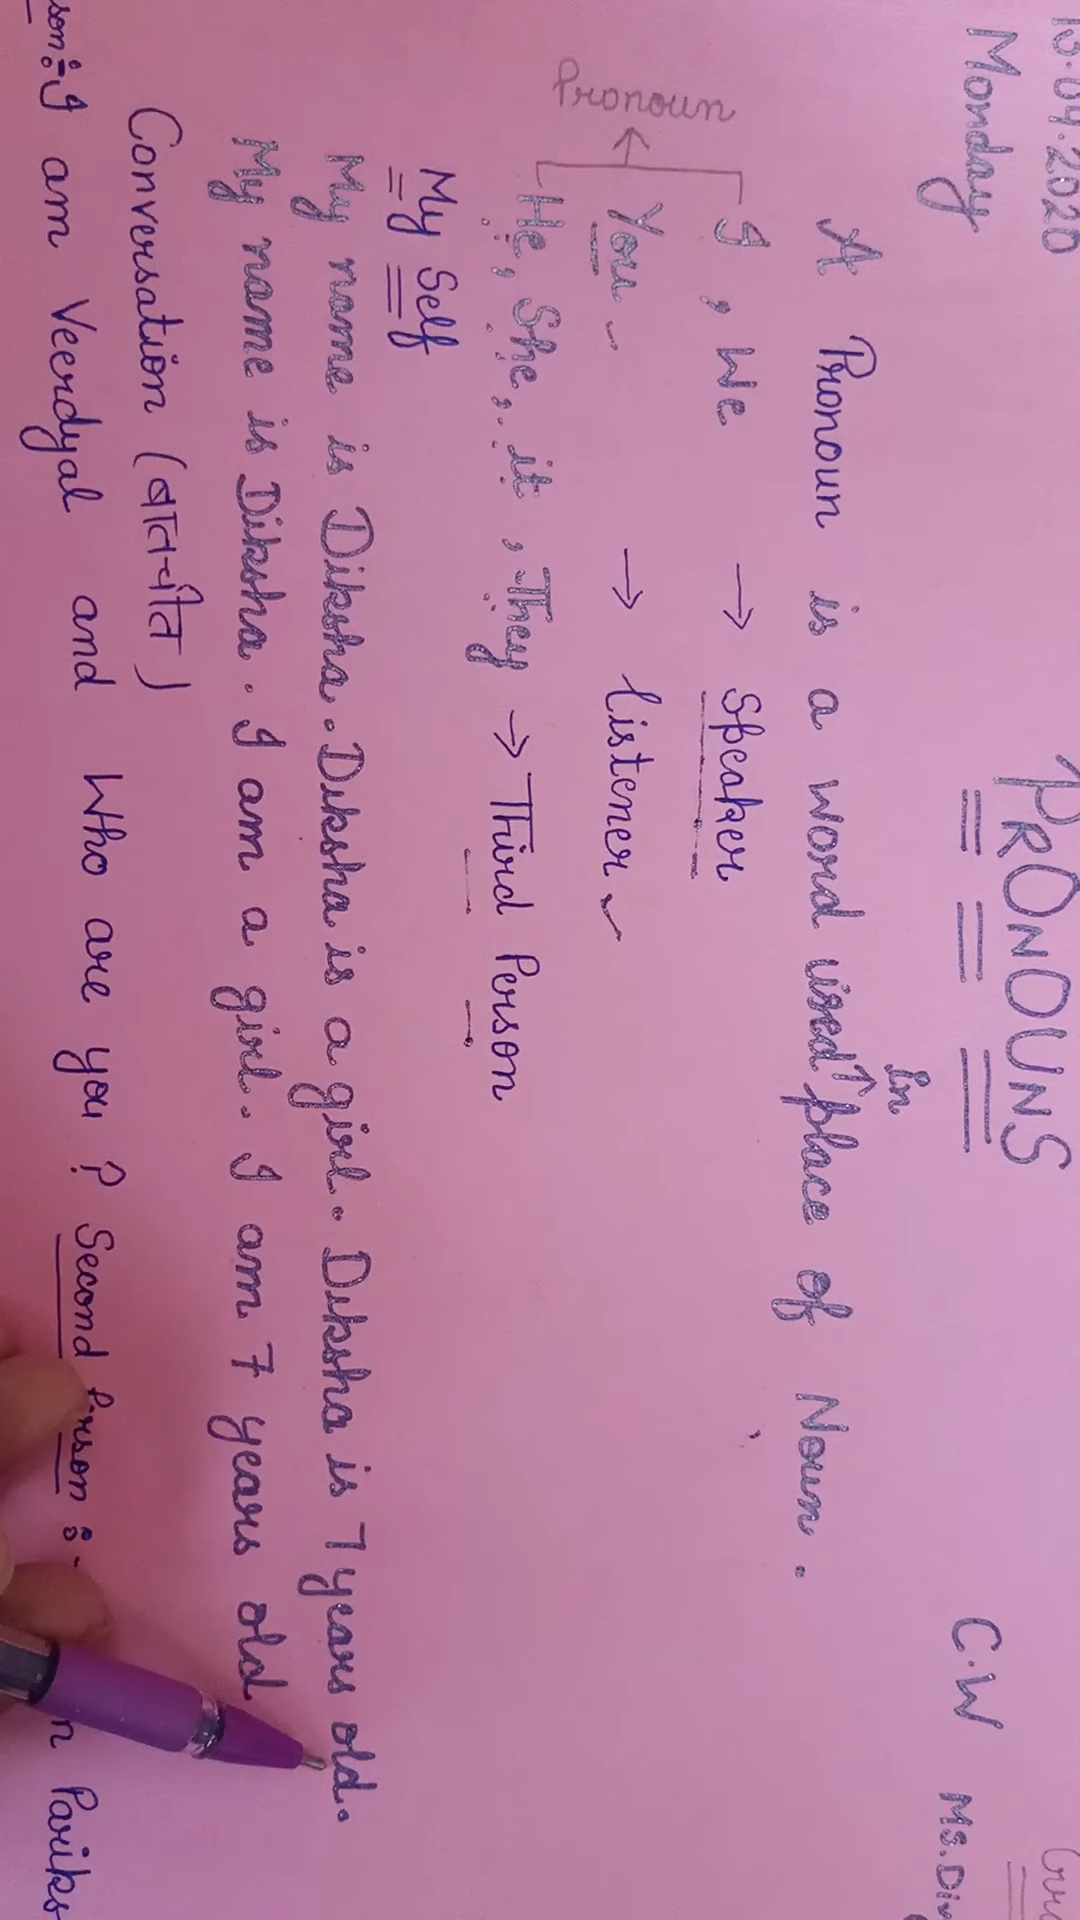 PRONOUNS
Monday C.W
A Pronoun is a word used In place of Noun.
I, We → Speaker
You → listener
Pronoun
He, She, it, They → Third Person
My Self
My name is Diksha. Diksha is a girl. Diksha is 7 years old.
My name is Diksha. I am a girl. I am 7 years old
Conversation (बातचीत)
I am Veerdyal and Who are you? Second Person :-